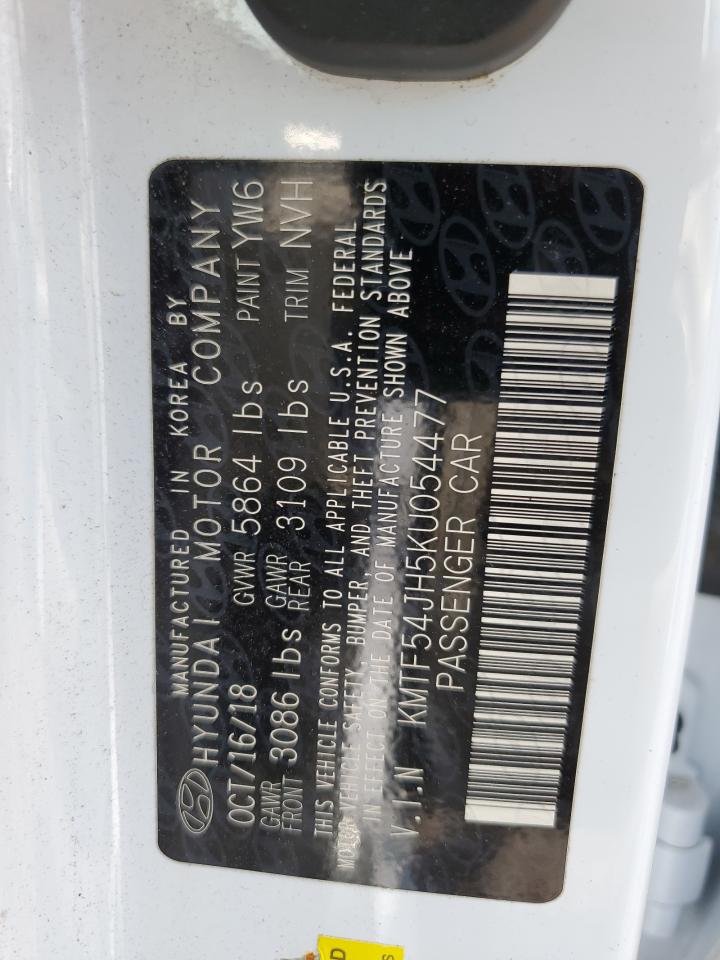 MANUFACTURED IN KOREA BY
HYUNDAI MOTOR COMPANY
OCT/16/18 GVWR 5864 lbs PAINT YW6
GAWR FRONT 3086 lbs GAWR REAR 3109 lbs TRIM NVH
THIS VEHICLE CONFORMS TO ALL APPLICABLE U.S.A. FEDERAL
MOTOR VEHICLE SAFETY, BUMPER, AND THEFT PREVENTION STANDARDS
IN EFFECT ON THE DATE OF MANUFACTURE SHOWN ABOVE
V.I.N KMTF54JH5KU054477
PASSENGER CAR